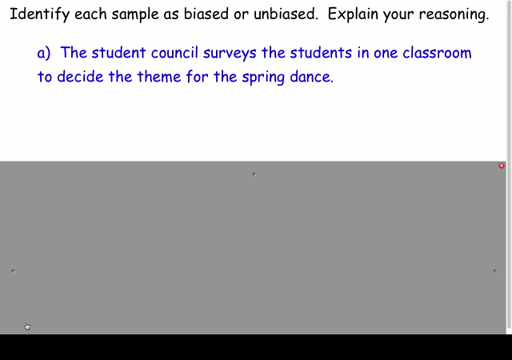 Identify each sample as biased or unbiased. Explain your reasoning.
a) The student council surveys the students in one classroom
to decide the theme for the spring dance.